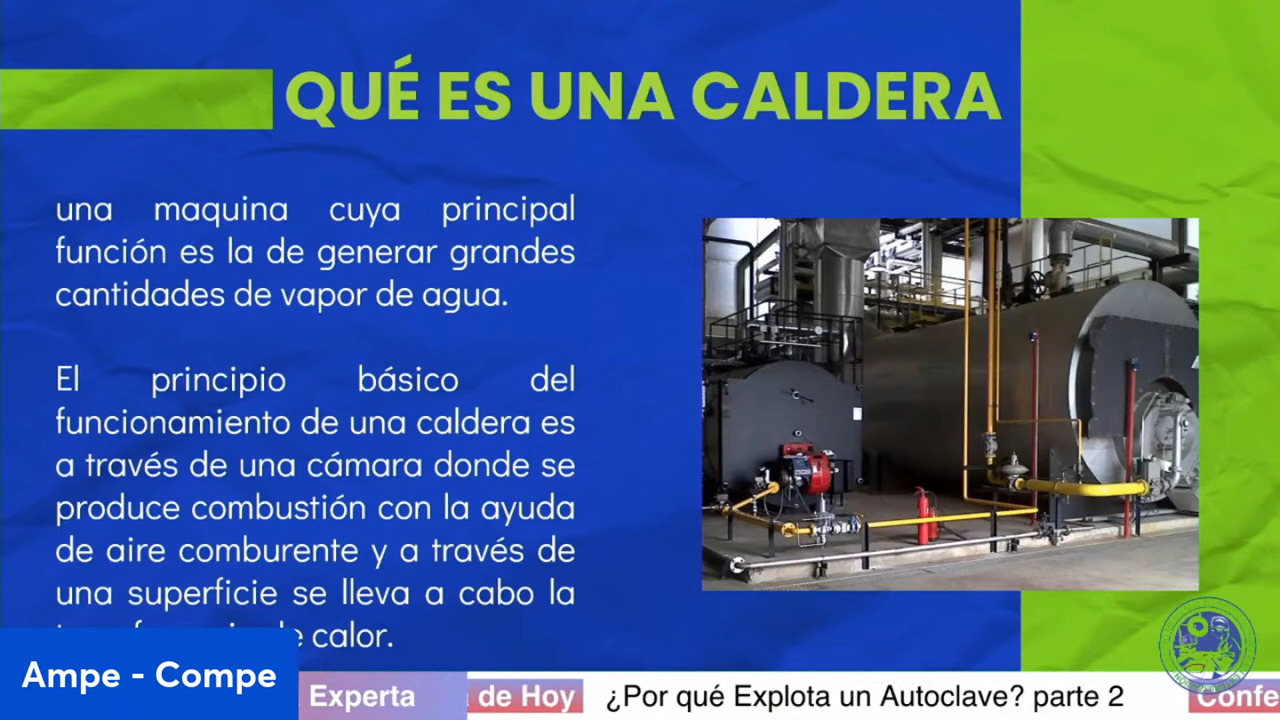 QUÉ ES UNA CALDERA
una maquina cuya principal
función es la de generar grandes
cantidades de vapor de agua.
El principio básico del
funcionamiento de una caldera es
a través de una cámara donde se
produce combustión con la ayuda
de aire comburente y a través de
una superficie se lleva a cabo la
calor.
Ampe - Compe
Experta
de Hoy
¿Por qué Explota un Autoclave? parte 2
Confe